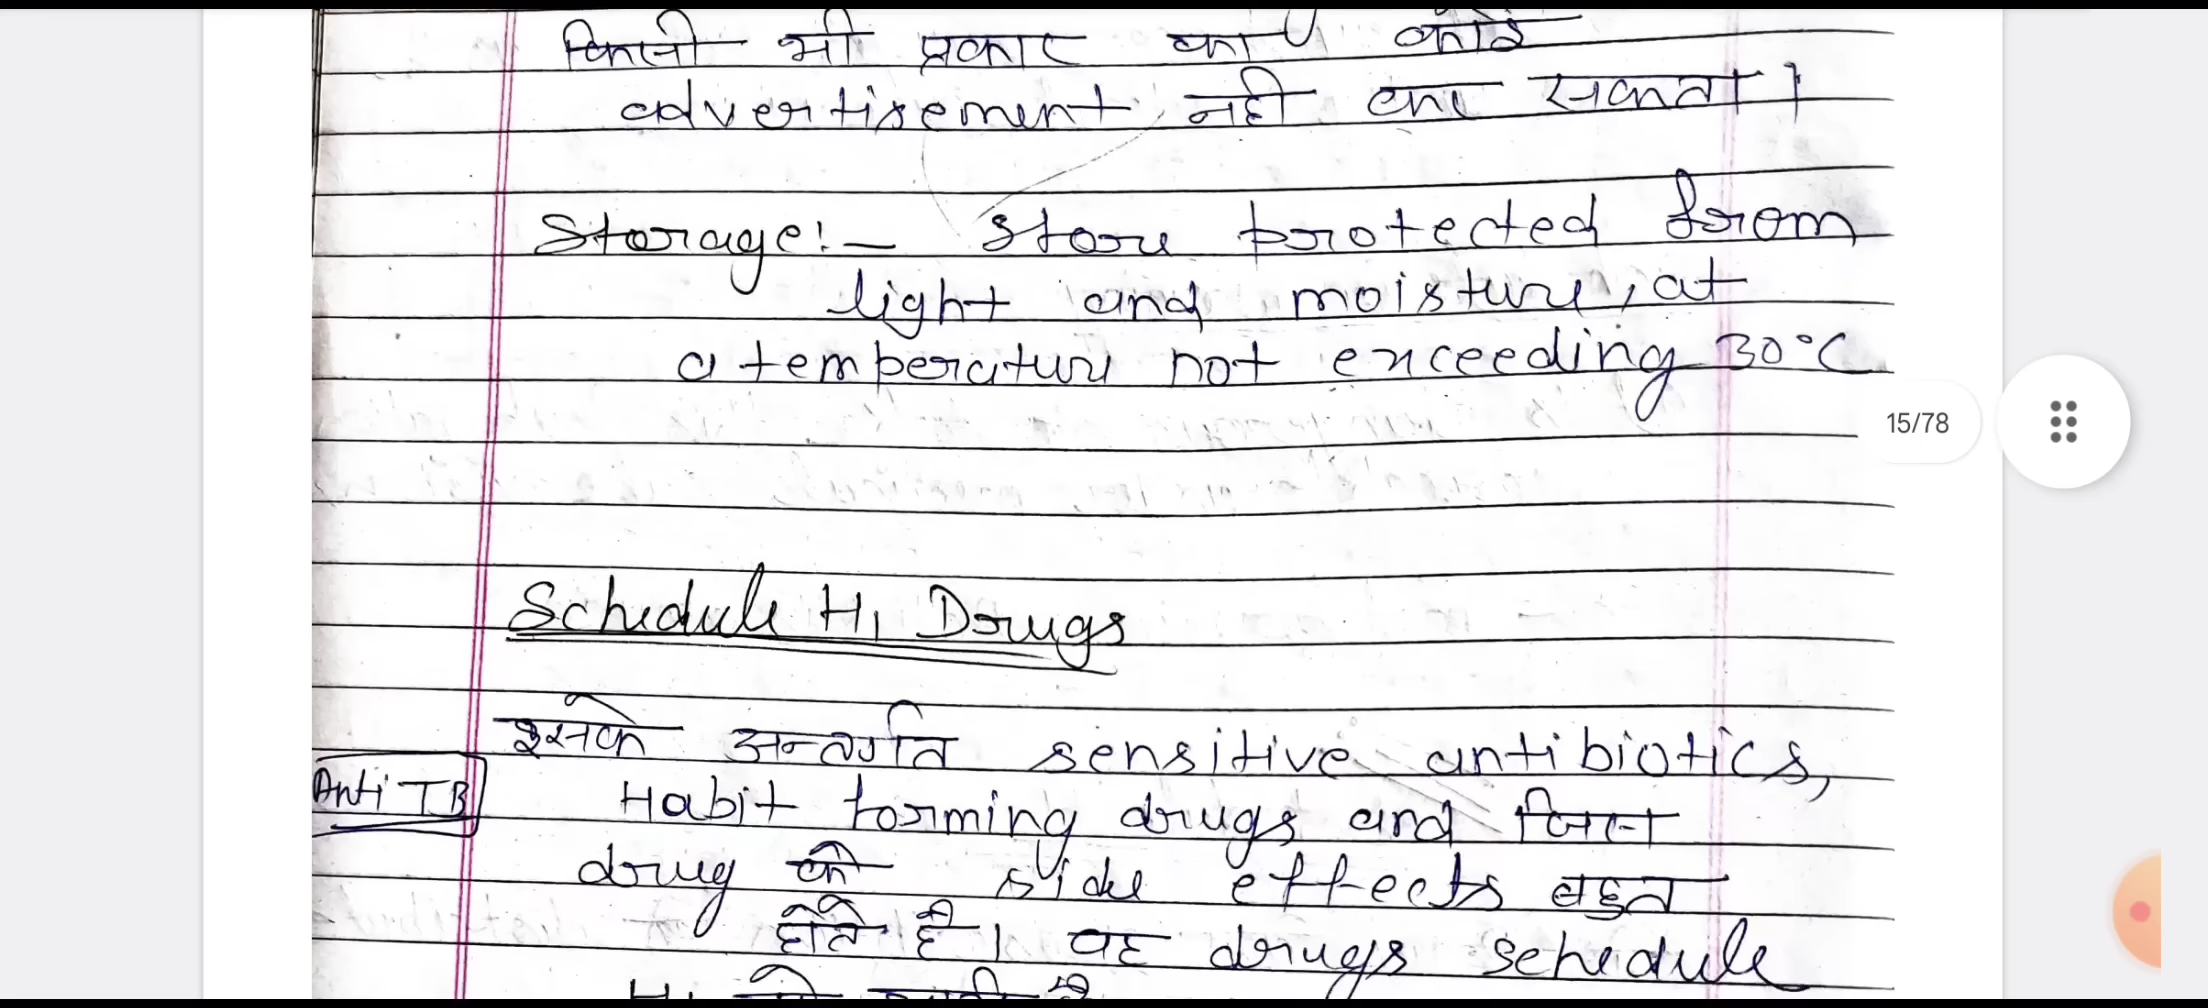 किसी भी प्रकार का कोई
advertisement नही कर सकता।
Storage:- Store protected from
light and moisture, at
a temperature not exceeding 30°C
15/78
Schedule H1 Drugs
इसके अन्तर्गत sensitive antibiotics,
Anti TB
Habit forming drugs and जिस
drug के side effects बहुत
होते है। वह drugs schedule
H1